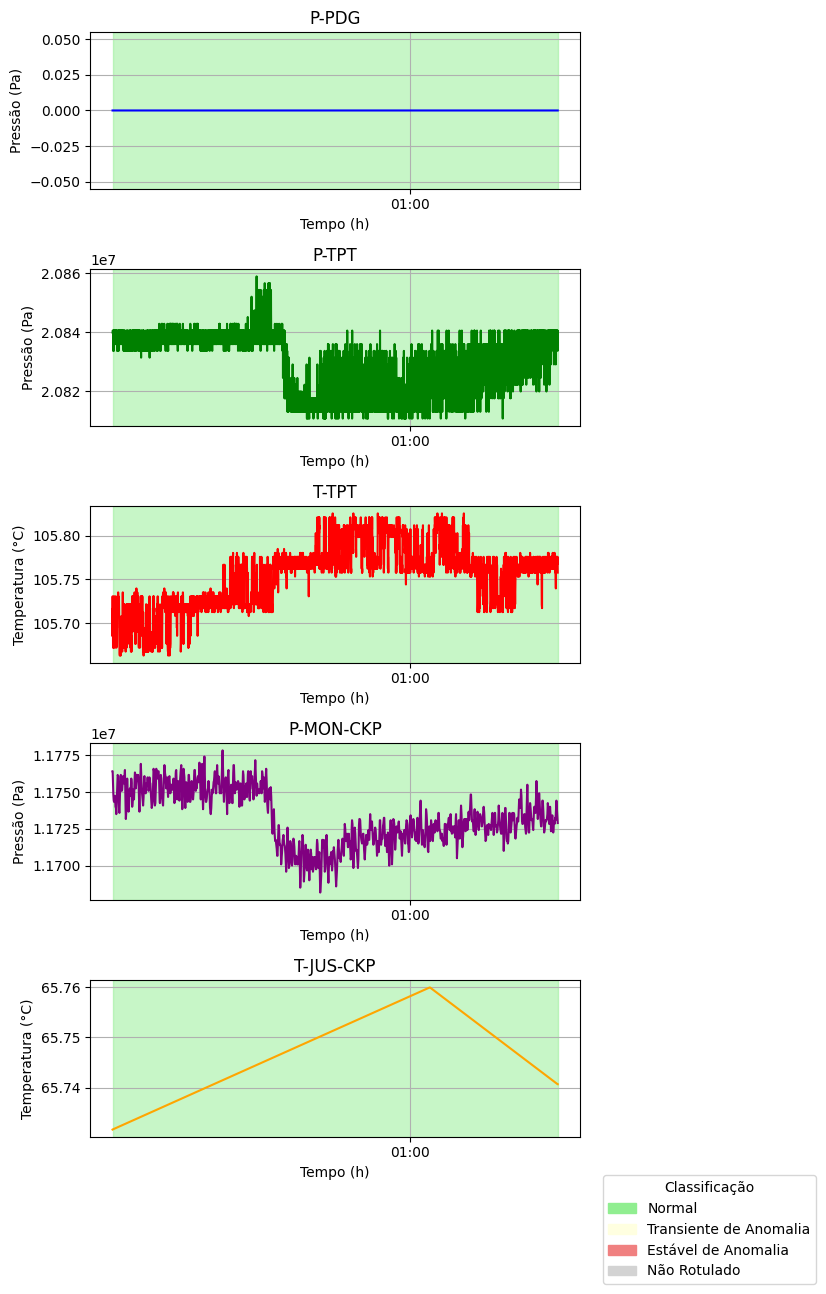 P-PDG
0.050
0.025
0.000
−0.025
−0.050
Pressão (Pa)
01:00
Tempo (h)
1e7
P-TPT
2.086
2.084
2.082
Pressão (Pa)
01:00
Tempo (h)
T-TPT
105.80
105.75
105.70
Temperatura (°C)
01:00
Tempo (h)
1e7
P-MON-CKP
1.1775
1.1750
1.1725
1.1700
Pressão (Pa)
01:00
Tempo (h)
T-JUS-CKP
65.76
65.75
65.74
Temperatura (°C)
01:00
Tempo (h)
Classificação
Normal
Transiente de Anomalia
Estável de Anomalia
Não Rotulado